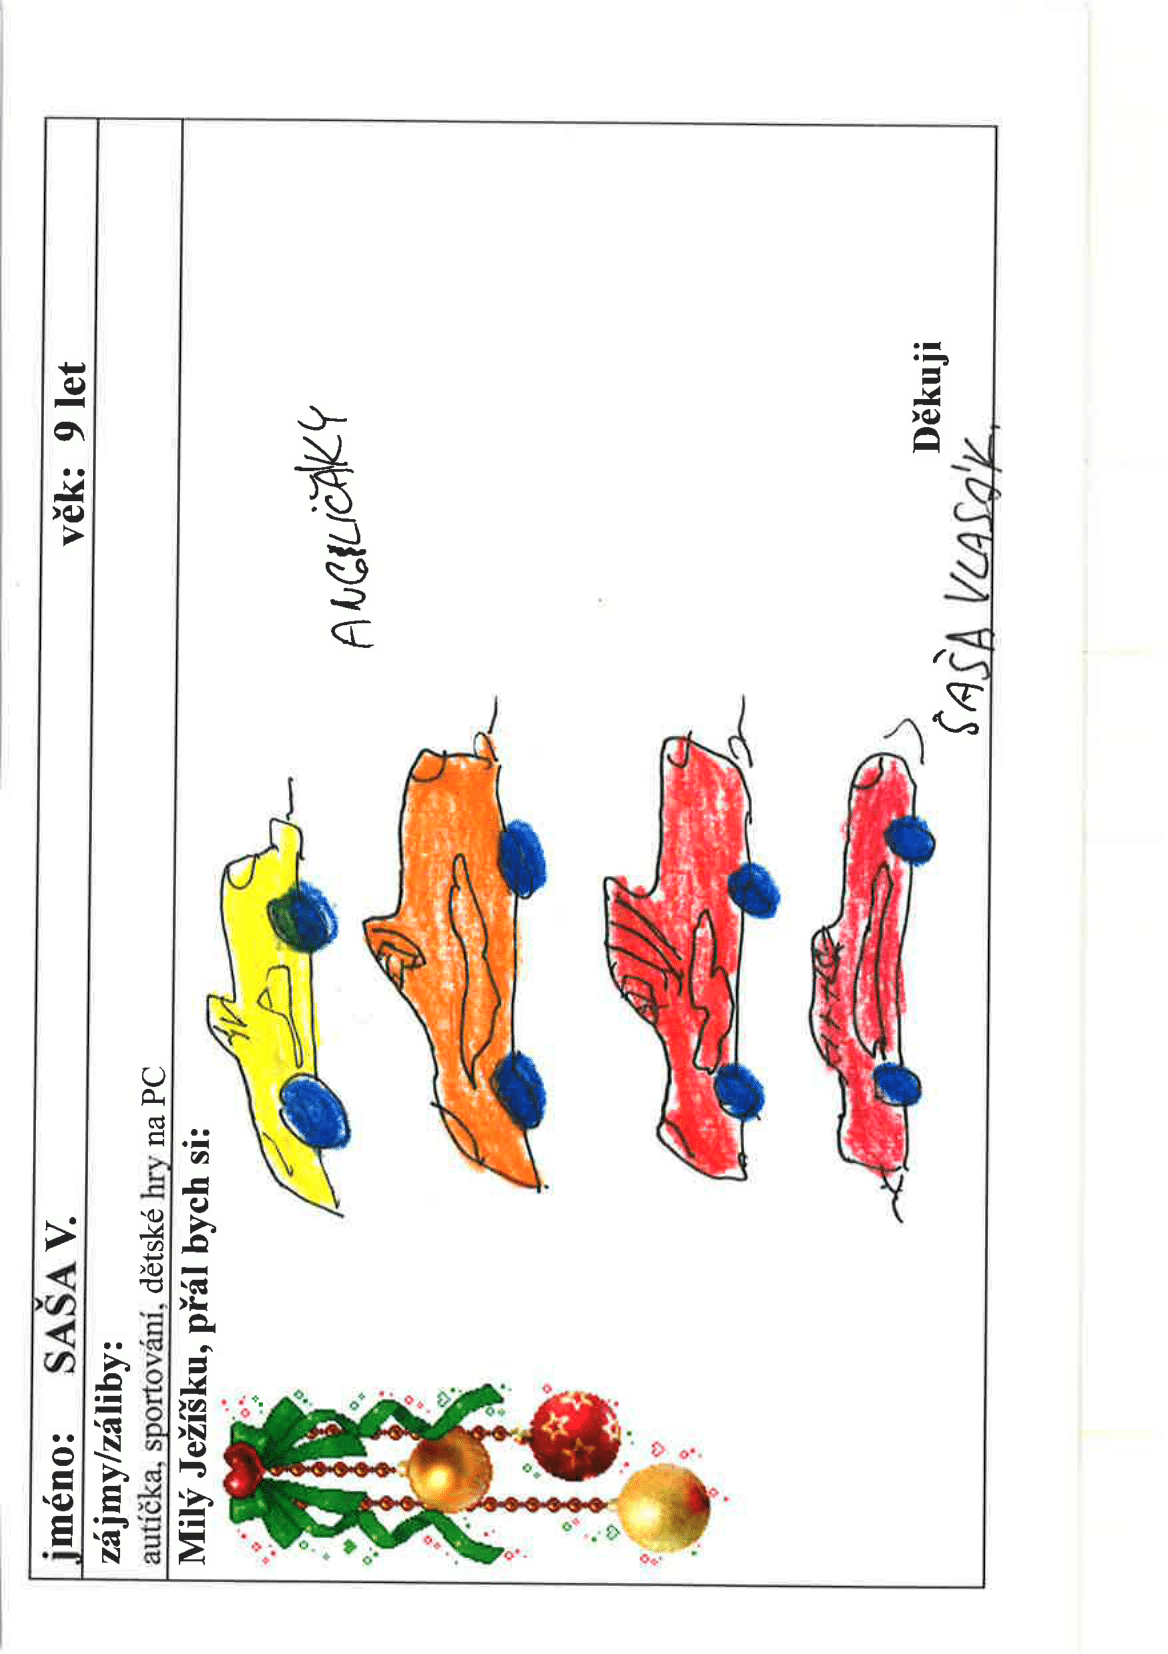 jméno: SAŠA V. věk: 9 let
zájmy/záliby:
autíčka, sportování, dětské hry na PC
Milý Ježíšku, přál bych si:
ANGLIČÁKY
Děkuji
SAŠA VLASÁK.